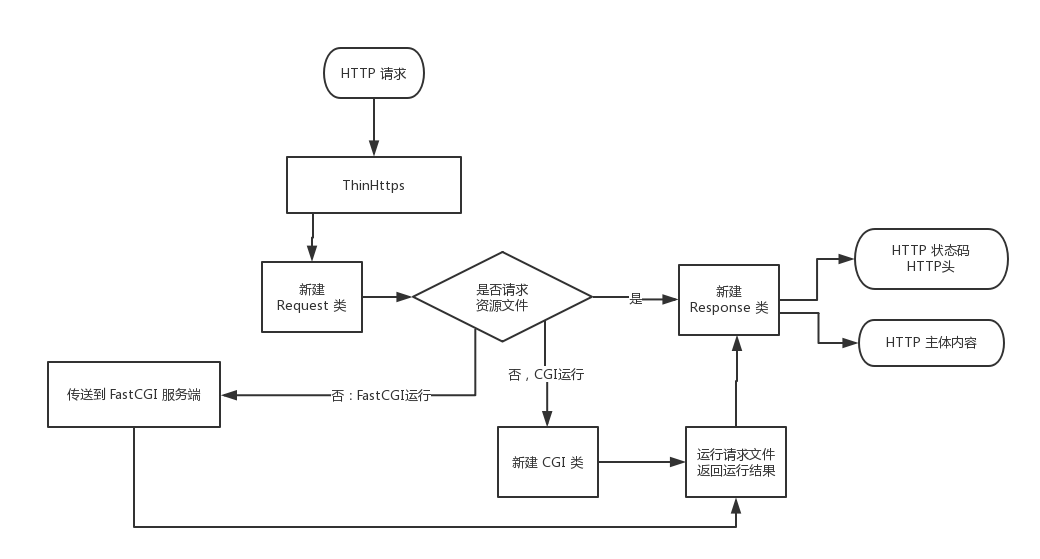 HTTP 请求
ThinHttps
新建
Request 类
是否请求
资源文件
是
新建
Response 类
HTTP 状态码
HTTP头
HTTP 主体内容
否，CGI运行
否：FastCGI运行
传送到 FastCGI 服务端
新建 CGI 类
运行请求文件
返回运行结果